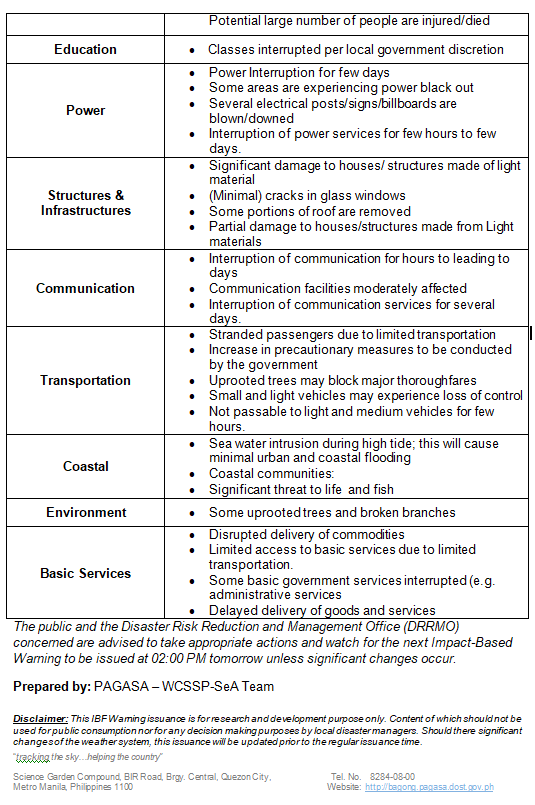 Potential large number of people are injured/died
Education
• Classes interrupted per local government discretion
Power
• Power Interruption for few days
• Some areas are experiencing power black out
• Several electrical posts/signs/billboards are
blown/downed
• Interruption of power services for few hours to few
days.
Structures &
Infrastructures
• Significant damage to houses/ structures made of light
material
• (Minimal) cracks in glass windows
• Some portions of roof are removed
• Partial damage to houses/structures made from Light
materials
Communication
• Interruption of communication for hours to leading to
days
• Communication facilities moderately affected
• Interruption of communication services for several
days.
Transportation
• Stranded passengers due to limited transportation
• Increase in precautionary measures to be conducted
by the government
• Uprooted trees may block major thoroughfares
• Small and light vehicles may experience loss of control
• Not passable to light and medium vehicles for few
hours.
Coastal
• Sea water intrusion during high tide; this will cause
minimal urban and coastal flooding
• Coastal communities:
• Significant threat to life and fish
Environment
• Some uprooted trees and broken branches
Basic Services
• Disrupted delivery of commodities
• Limited access to basic services due to limited
transportation.
• Some basic government services interrupted (e.g.
administrative services
• Delayed delivery of goods and services
The public and the Disaster Risk Reduction and Management Office (DRRMO)
concerned are advised to take appropriate actions and watch for the next Impact-Based
Warning to be issued at 02:00 PM tomorrow unless significant changes occur.
Prepared by: PAGASA – WCSSP-SeA Team
Disclaimer: This IBF Warning issuance is for research and development purpose only. Content of which should not be
used for public consumption nor for any decision making purposes by local disaster managers. Should there significant
changes of the weather system, this issuance will be updated prior to the regular issuance time.
"tracking the sky…helping the country"
Science Garden Compound, BIR Road, Brgy. Central, Quezon City,
Metro Manila, Philippines 1100
Tel. No. 8284-08-00
Website: http://bagong.pagasa.dost.gov.ph